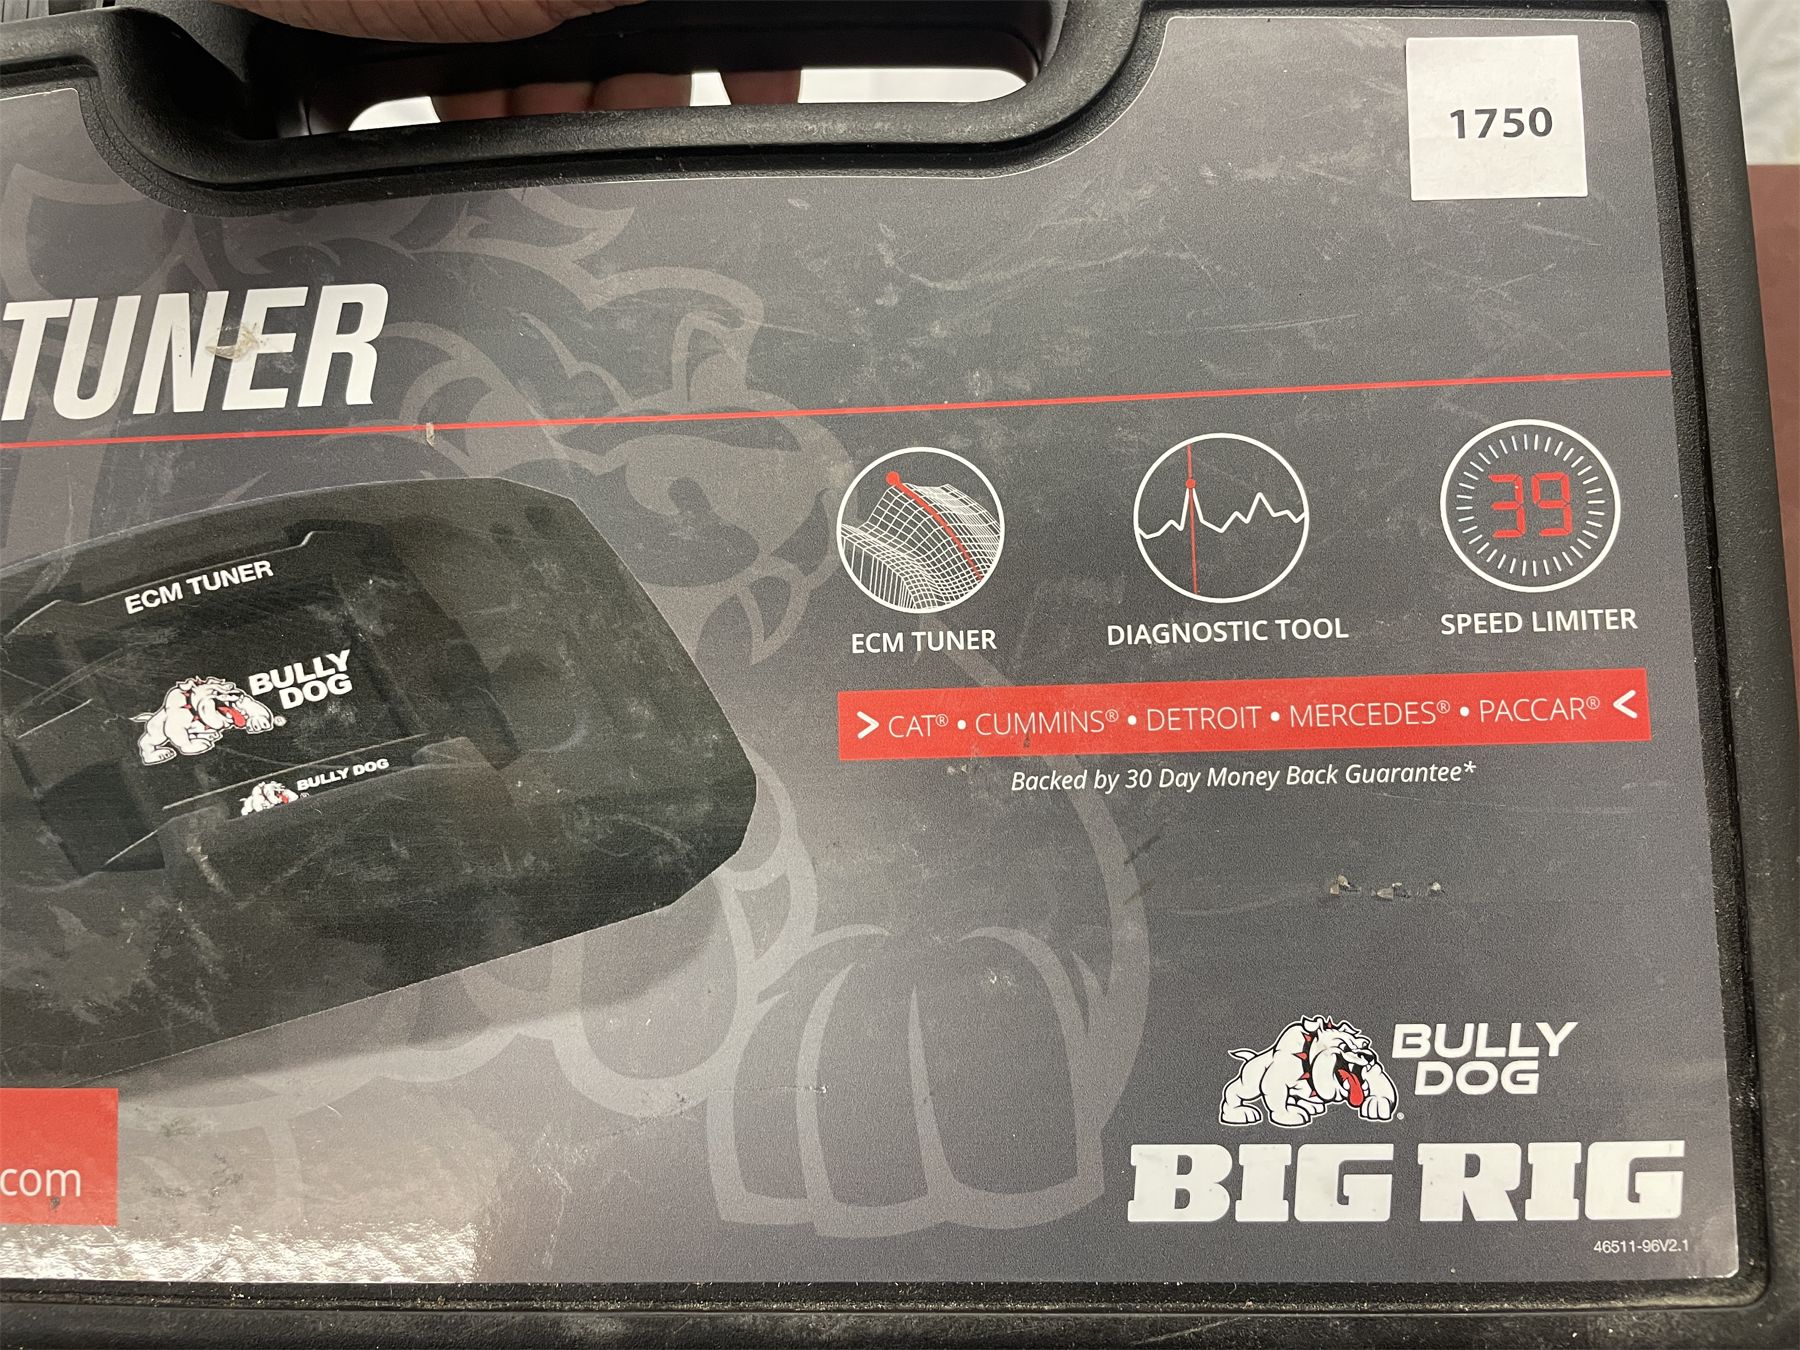 1750
TUNER
39
ECM TUNER
DIAGNOSTIC TOOL
SPEED LIMITER
> CAT® • CUMMINS® • DETROIT • MERCEDES® • PACCAR® <
Backed by 30 Day Money Back Guarantee*
ECM TUNER
BULLY
DOG
®
BULLY DOG
.com
BULLY
DOG
®
BIG RIG
46511-96V2.1